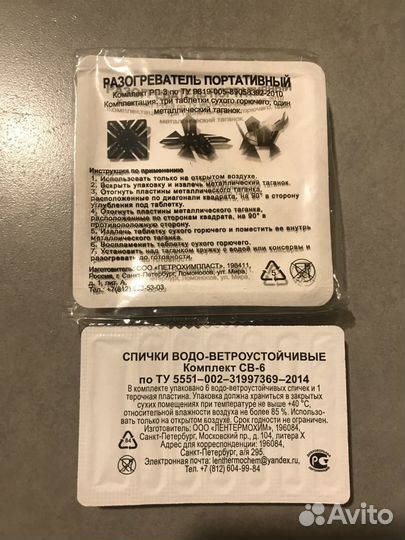 РАЗОГРЕВАТЕЛЬ ПОРТАТИВНЫЙ
Комплектация: три таблетки сухого горючего, один
металлический таганок.
Инструкция по применению
1. Использовать только на открытом воздухе.
2. Вскрыть упаковку и извлечь металлический таганок.
3. Отогнуть пластины металлического таганка,
расположенные по диагонали квадрата, на 90° в сторону
углубления под таблетку.
4. Отогнуть пластины металлического таганка,
расположенные по сторонам квадрата, на 90° в
противоположную сторону.
5. Извлечь таблетку сухого горючего и поместить ее внутрь
металлического таганка.
6. Воспламенить таблетку сухого горючего.
7. Установить над таганком кружку с водой или консервы и
разогревать до готовности.
Изготовитель: ООО «ПЕТРОХИМПЛАСТ», 198411,
Россия, г. Санкт-Петербург, Ломоносов, ул. Мира,
д. 1, лит. А.
5
СПИЧКИ ВОДО-ВЕТРОУСТОЙЧИВЫЕ
Комплект СВ-6
по ТУ 5551–002–31997369–2014
В комплекте упаковано 6 водо-ветроустойчивых спичек и 1
терочная пластина. Упаковка должна храниться в закрытых
сухих помещениях при температуре не выше +40 °С,
относительной влажности воздуха не более 85 %. Использо-
вать только на открытом воздухе. Срок годности не ограничен.
Изготовитель: ООО «ЛЕНТЕРМОХИМ», 196084,
Санкт-Петербург, Московский пр., д. 104, литера Х
Адрес для корреспонденции: 196084,
Санкт-Петербург, а/я 295.
Электронная почта: lenthermochem@yandex.ru
Тел. +7 (812) 604-99-84
84
Avito